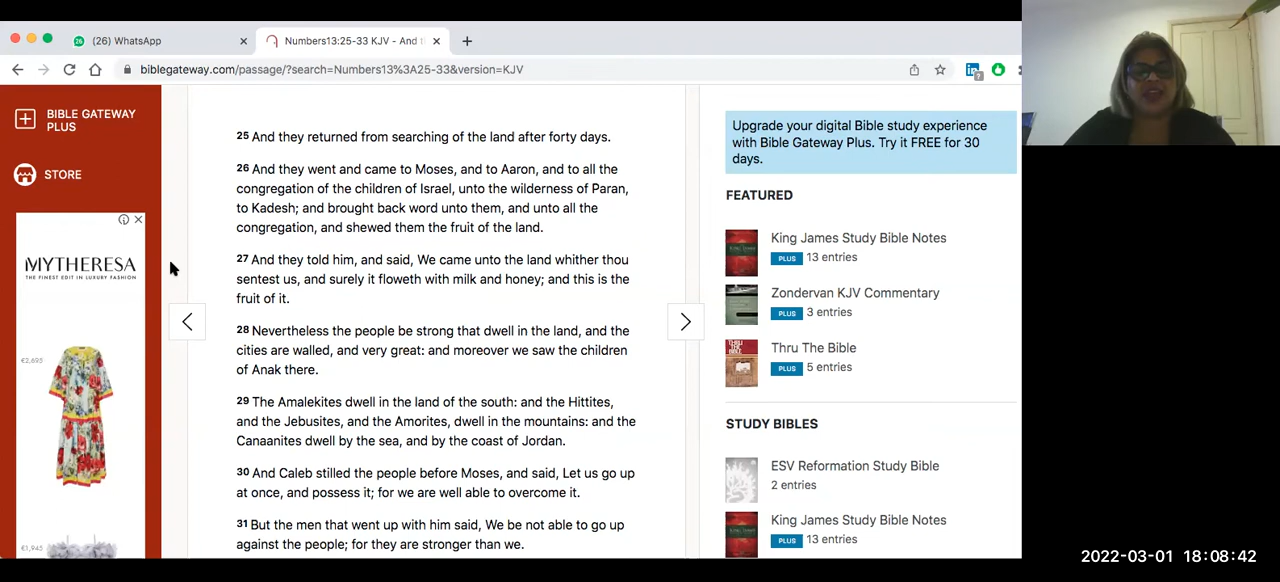 (26) WhatsApp
Numbers13:25-33 KJV - And t
biblegateway.com/passage/?search=Numbers13%3A25-33&version=KJV
BIBLE GATEWAY
PLUS
STORE
MYTHERESA
THE FINEST EDIT IN LUXURY FASHION
€2,695
€1,945
25 And they returned from searching of the land after forty days.
26 And they went and came to Moses, and to Aaron, and to all the
congregation of the children of Israel, unto the wilderness of Paran,
to Kadesh; and brought back word unto them, and unto all the
congregation, and shewed them the fruit of the land.
27 And they told him, and said, We came unto the land whither thou
sentest us, and surely it floweth with milk and honey; and this is the
fruit of it.
28 Nevertheless the people be strong that dwell in the land, and the
cities are walled, and very great: and moreover we saw the children
of Anak there.
29 The Amalekites dwell in the land of the south: and the Hittites,
and the Jebusites, and the Amorites, dwell in the mountains: and the
Canaanites dwell by the sea, and by the coast of Jordan.
30 And Caleb stilled the people before Moses, and said, Let us go up
at once, and possess it; for we are well able to overcome it.
31 But the men that went up with him said, We be not able to go up
against the people; for they are stronger than we.
Upgrade your digital Bible study experience
with Bible Gateway Plus. Try it FREE for 30
days.
FEATURED
King James Study Bible Notes
PLUS 13 entries
Zondervan KJV Commentary
PLUS 3 entries
Thru The Bible
PLUS 5 entries
STUDY BIBLES
ESV Reformation Study Bible
2 entries
King James Study Bible Notes
PLUS 13 entries
2022-03-01 18:08:42